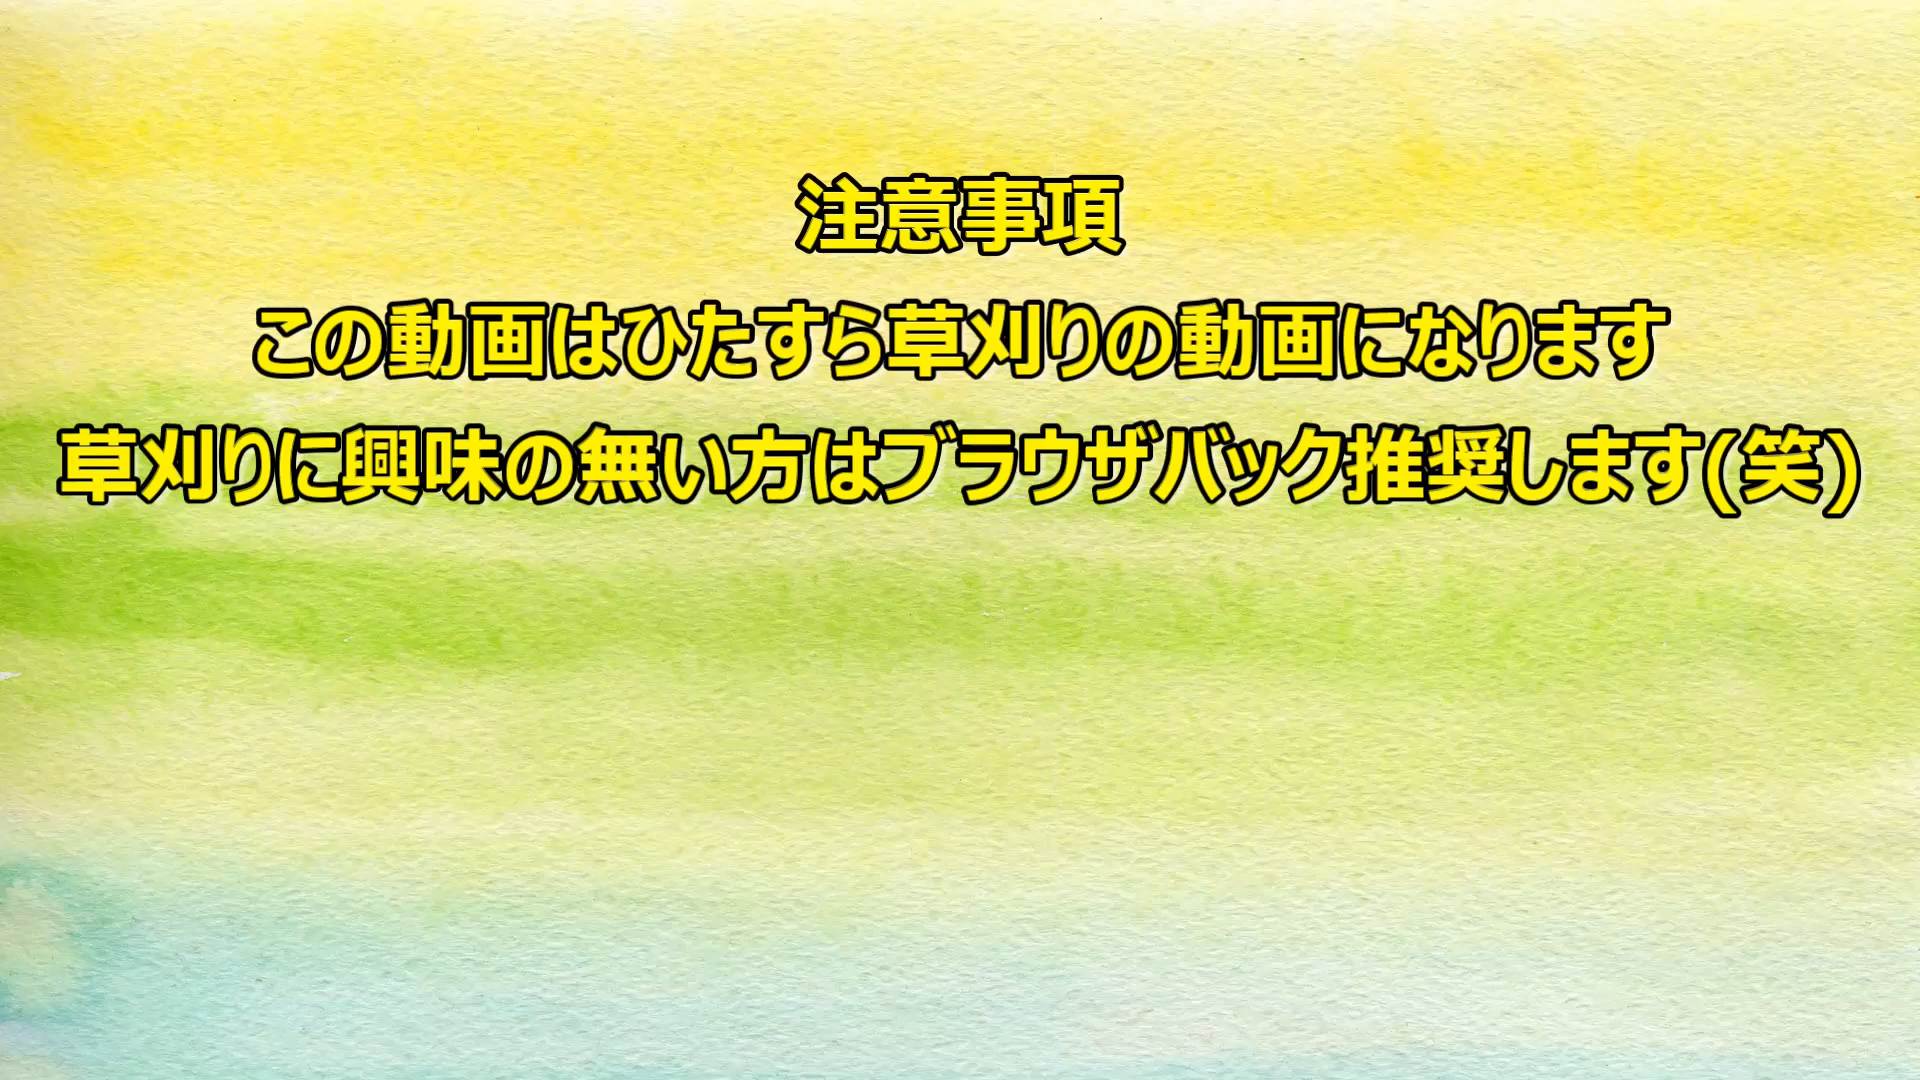 注意事項
この動画はひたすら草刈りの動画になります
草刈りに興味の無い方はブラウザバック推奨します(笑)